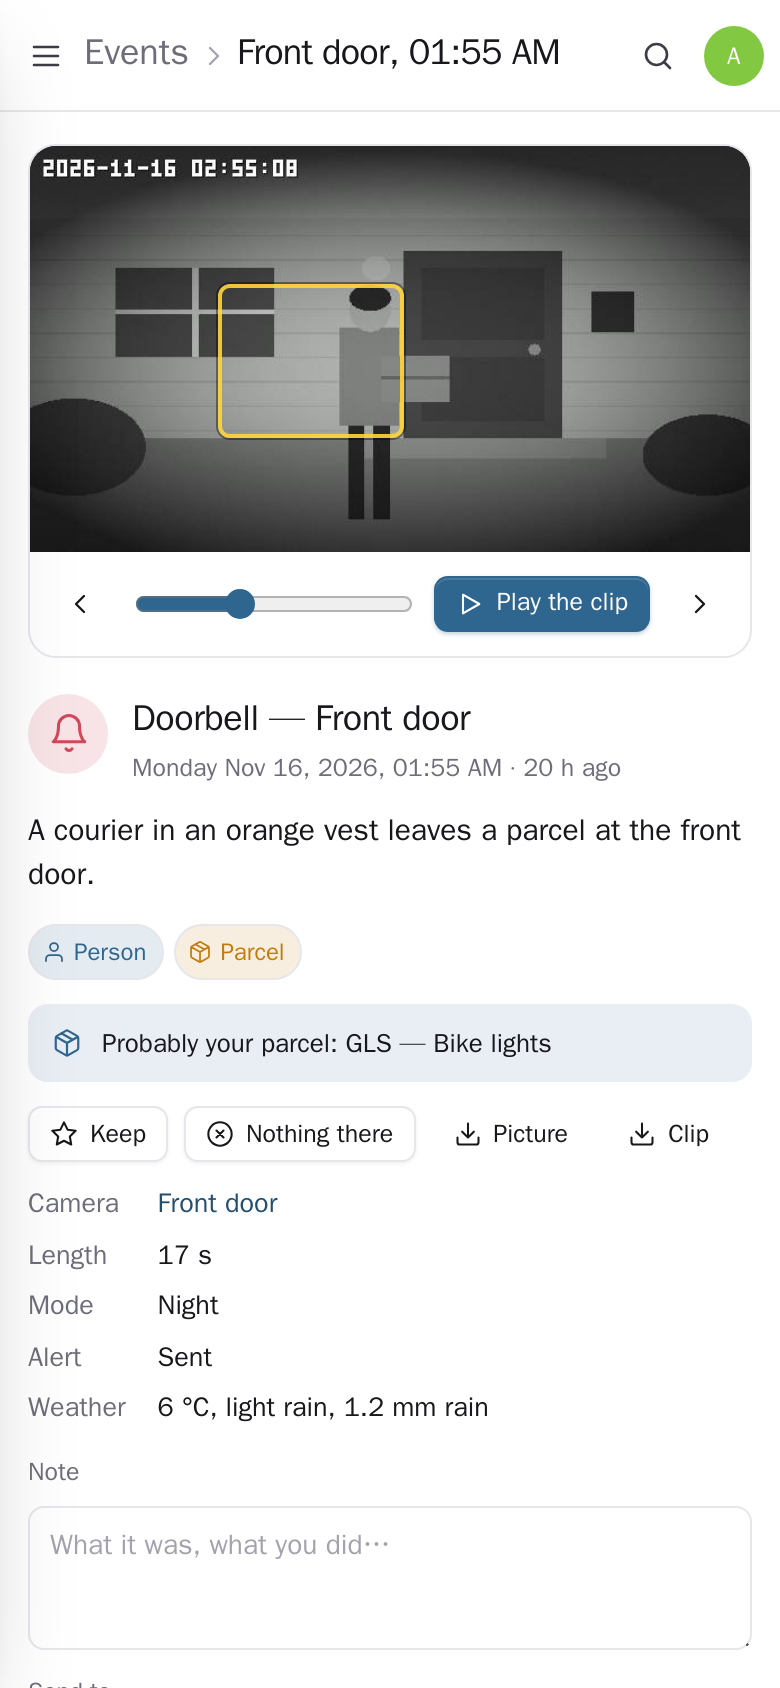 Events > Front door, 01:55 AM
A
2026-11-16 02:55:08
Play the clip
Doorbell — Front door
Monday Nov 16, 2026, 01:55 AM · 20 h ago
A courier in an orange vest leaves a parcel at the front
door.
Person
Parcel
Probably your parcel: GLS — Bike lights
Keep
Nothing there
Picture
Clip
Camera Front door
Length 17 s
Mode Night
Alert Sent
Weather 6 °C, light rain, 1.2 mm rain
Note
What it was, what you did…